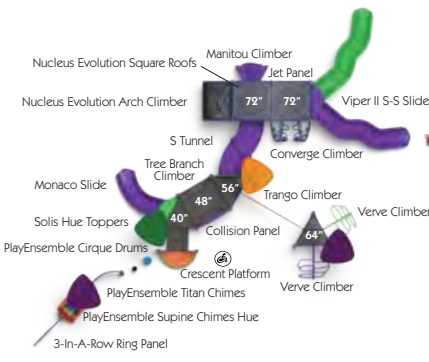 Manitou Climber
Nucleus Evolution Square Roofs
Jet Panel
Nucleus Evolution Arch Climber
72"
72"
Viper II S-S Slide
S Tunnel
Converge Climber
Tree Branch
Climber
56"
Monaco Slide
Trango Climber
48"
40"
Verve Climber
Solis Hue Toppers
Collision Panel
64"
PlayEnsemble Cirque Drums
Crescent Platform
Verve Climber
PlayEnsemble Titan Chimes
PlayEnsemble Supine Chimes Hue
3-In-A-Row Ring Panel